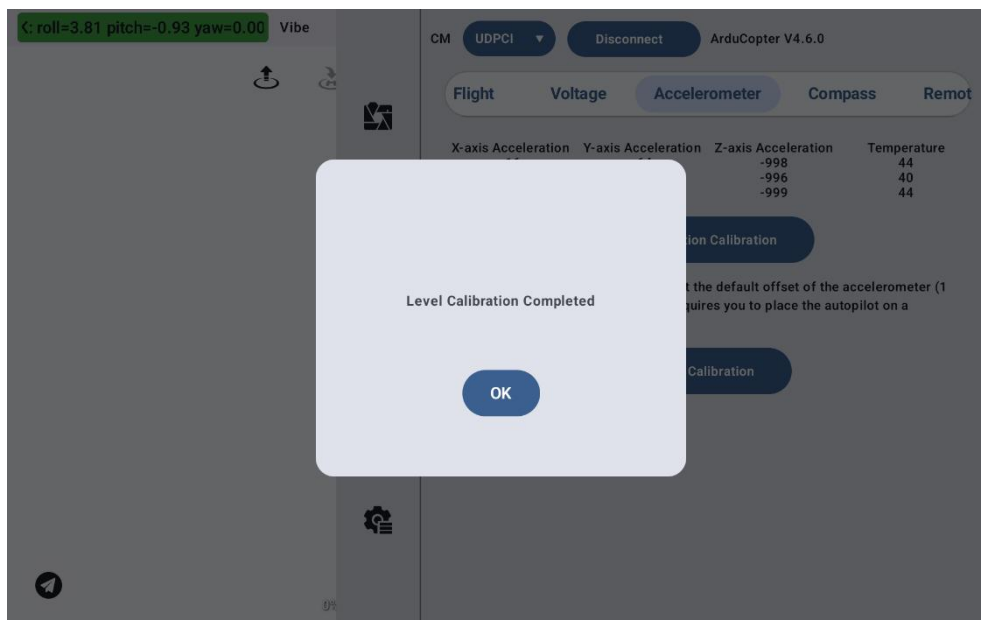 K: roll=3.81 pitch=-0.93 yaw=0.00 Vibe
CM UDPCI Disconnect ArduCopter V4.6.0
Flight Voltage Accelerometer Compass Remot
X-axis Acceleration Y-axis Acceleration Z-axis Acceleration Temperature
-998 44
-996 40
-999 44
ion Calibration
t the default offset of the accelerometer (1
quires you to place the autopilot on a
Calibration
Level Calibration Completed
OK